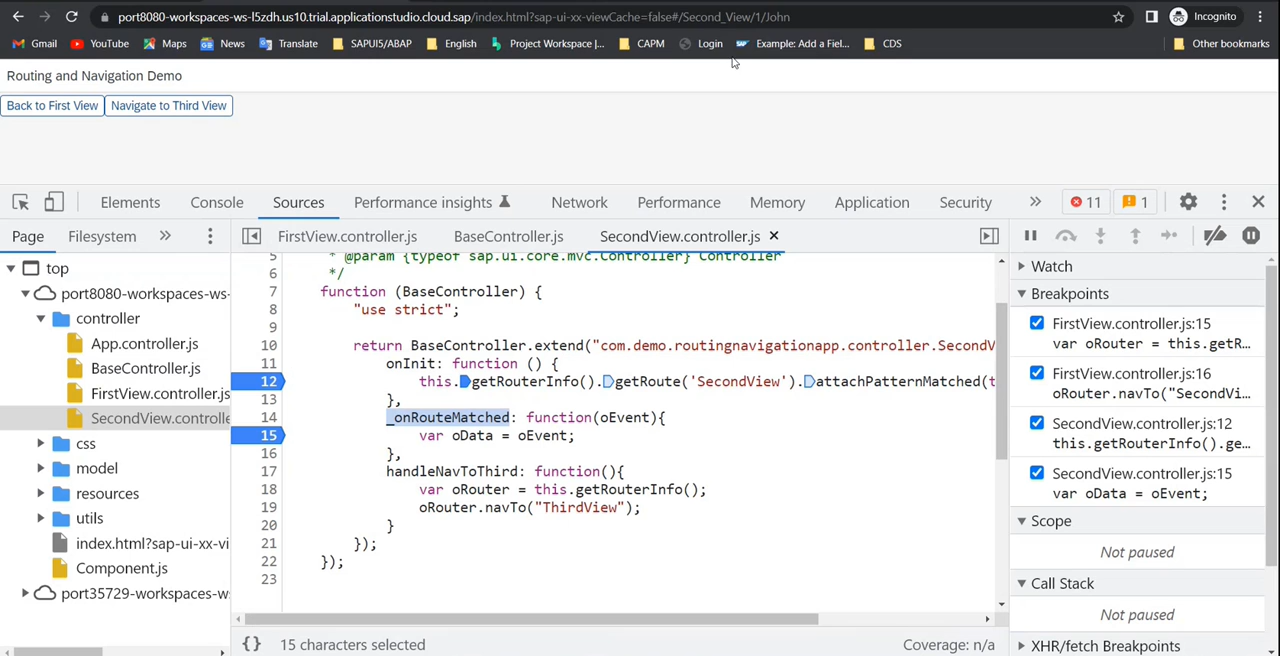 port8080-workspaces-ws-l5zdh.us10.trial.applicationstudio.cloud.sap/index.html?sap-ui-xx-viewCache=false#/Second_View/1/John
Incognito
Gmail YouTube Maps News Translate SAPUI5/ABAP English Project Workspace |... CAPM Login Example: Add a Fiel... CDS Other bookmarks
Routing and Navigation Demo
Back to First View Navigate to Third View
Elements Console Sources Performance insights Network Performance Memory Application Security » 11 1
Page Filesystem »
FirstView.controller.js BaseController.js SecondView.controller.js
top
port8080-workspaces-ws-
controller
App.controller.js
BaseController.js
FirstView.controller.js
SecondView.controlle
css
model
resources
utils
index.html?sap-ui-xx-vi
Component.js
port35729-workspaces-w
5 * @param {typeof sap.ui.core.mvc.Controller} Controller
6 */
7 function (BaseController) {
8 "use strict";
9
10 return BaseController.extend("com.demo.routingnavigationapp.controller.SecondV
11 onInit: function () {
12 this.getRouterInfo().getRoute('SecondView').attachPatternMatched(t
13 },
14 _onRouteMatched: function(oEvent){
15 var oData = oEvent;
16 },
17 handleNavToThird: function(){
18 var oRouter = this.getRouterInfo();
19 oRouter.navTo("ThirdView");
20 }
21 });
22 });
23
{} 15 characters selected Coverage: n/a
Watch
Breakpoints
FirstView.controller.js:15
var oRouter = this.getR…
FirstView.controller.js:16
oRouter.navTo("SecondVi…
SecondView.controller.js:12
this.getRouterInfo().ge…
SecondView.controller.js:15
var oData = oEvent;
Scope
Not paused
Call Stack
Not paused
XHR/fetch Breakpoints